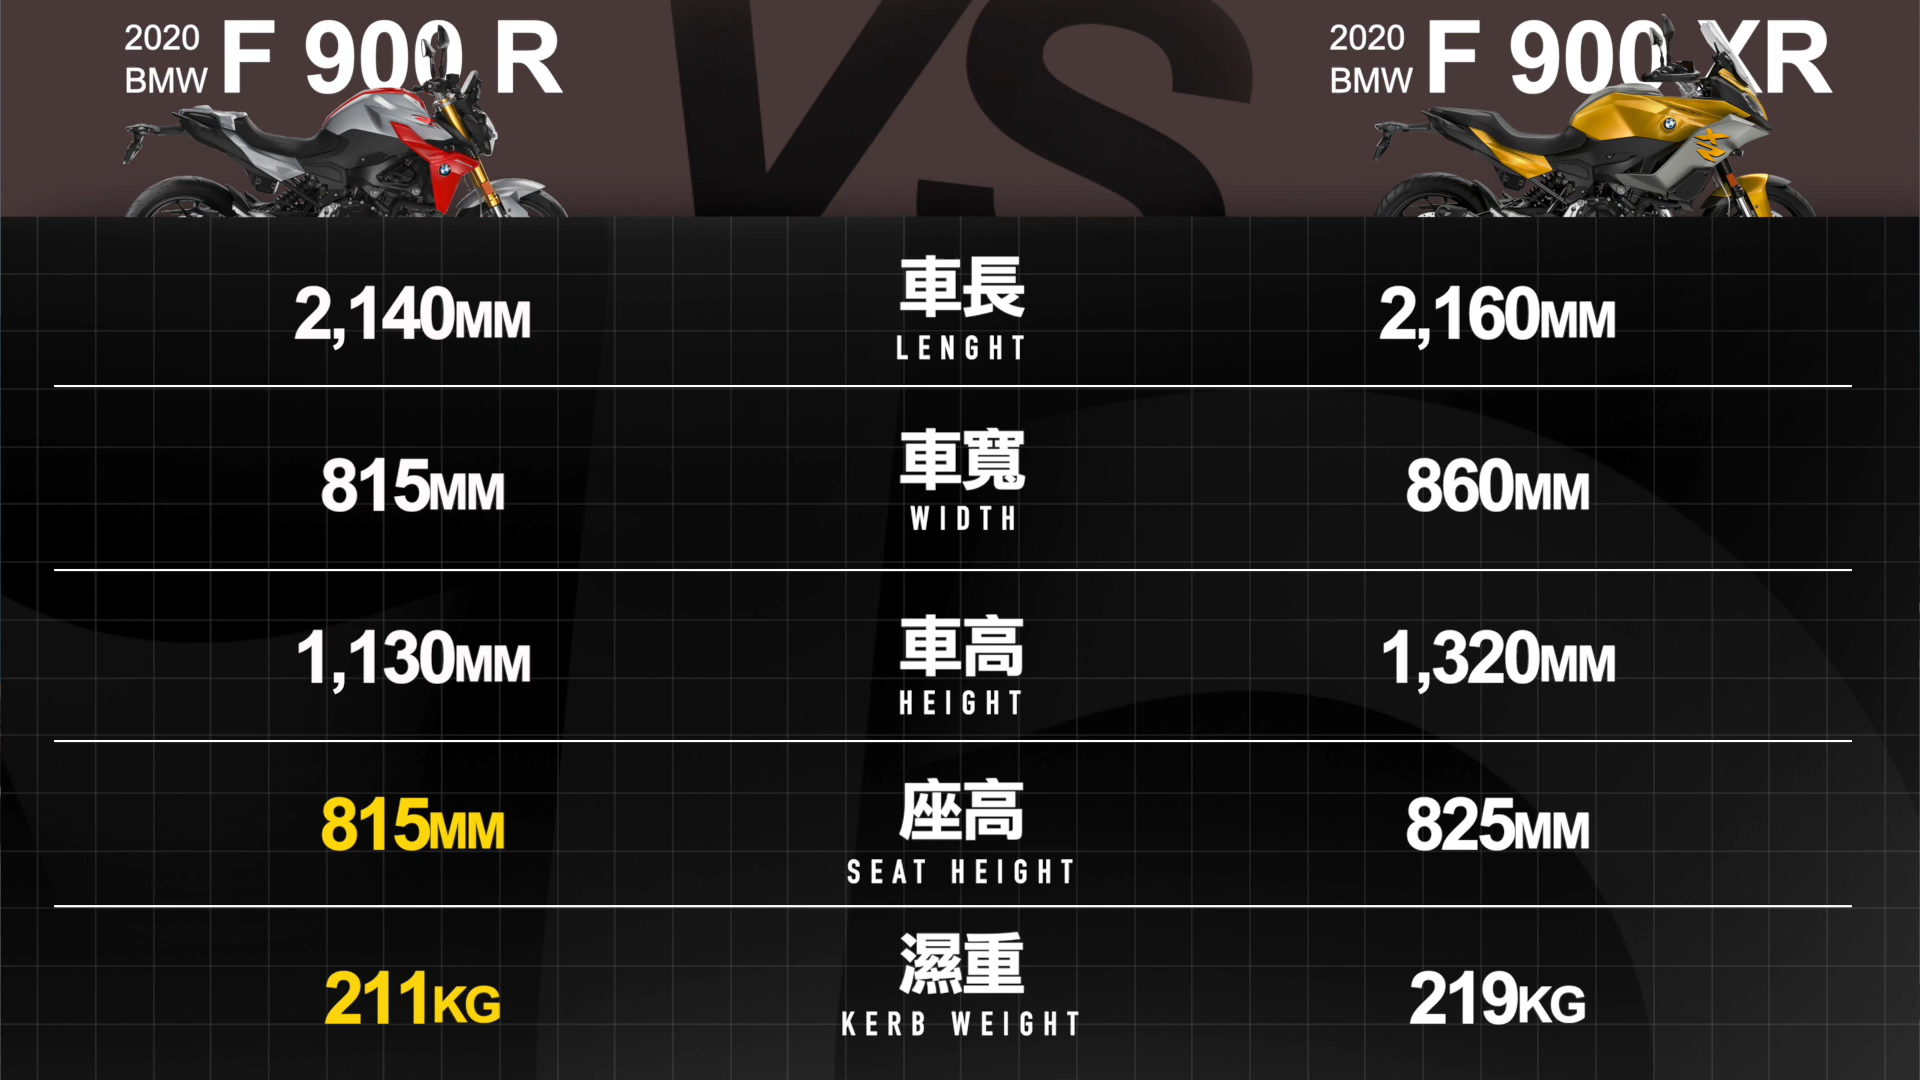 2020
BMW
F 900 R
VS
2020
BMW
F 900 XR
2,140MM
車長
LENGHT
2,160MM
815MM
車寬
WIDTH
860MM
1,130MM
車高
HEIGHT
1,320MM
815MM
座高
SEAT HEIGHT
825MM
211KG
濕重
KERB WEIGHT
219KG